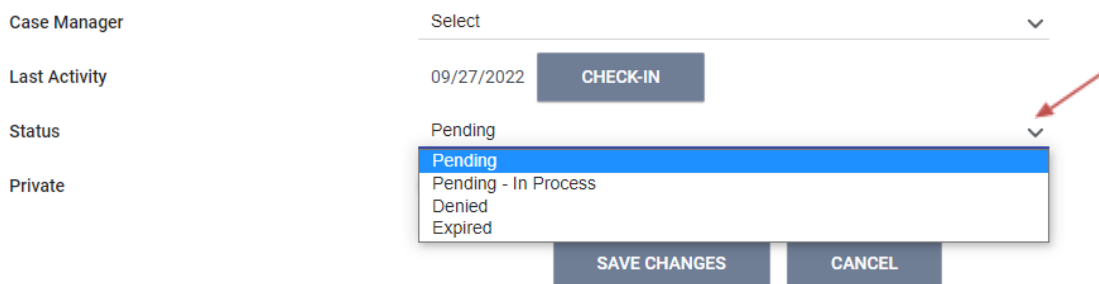 Case Manager Select
Last Activity 09/27/2022 CHECK-IN
Status Pending
Pending
Private Pending - In Process
Denied
Expired
SAVE CHANGES CANCEL